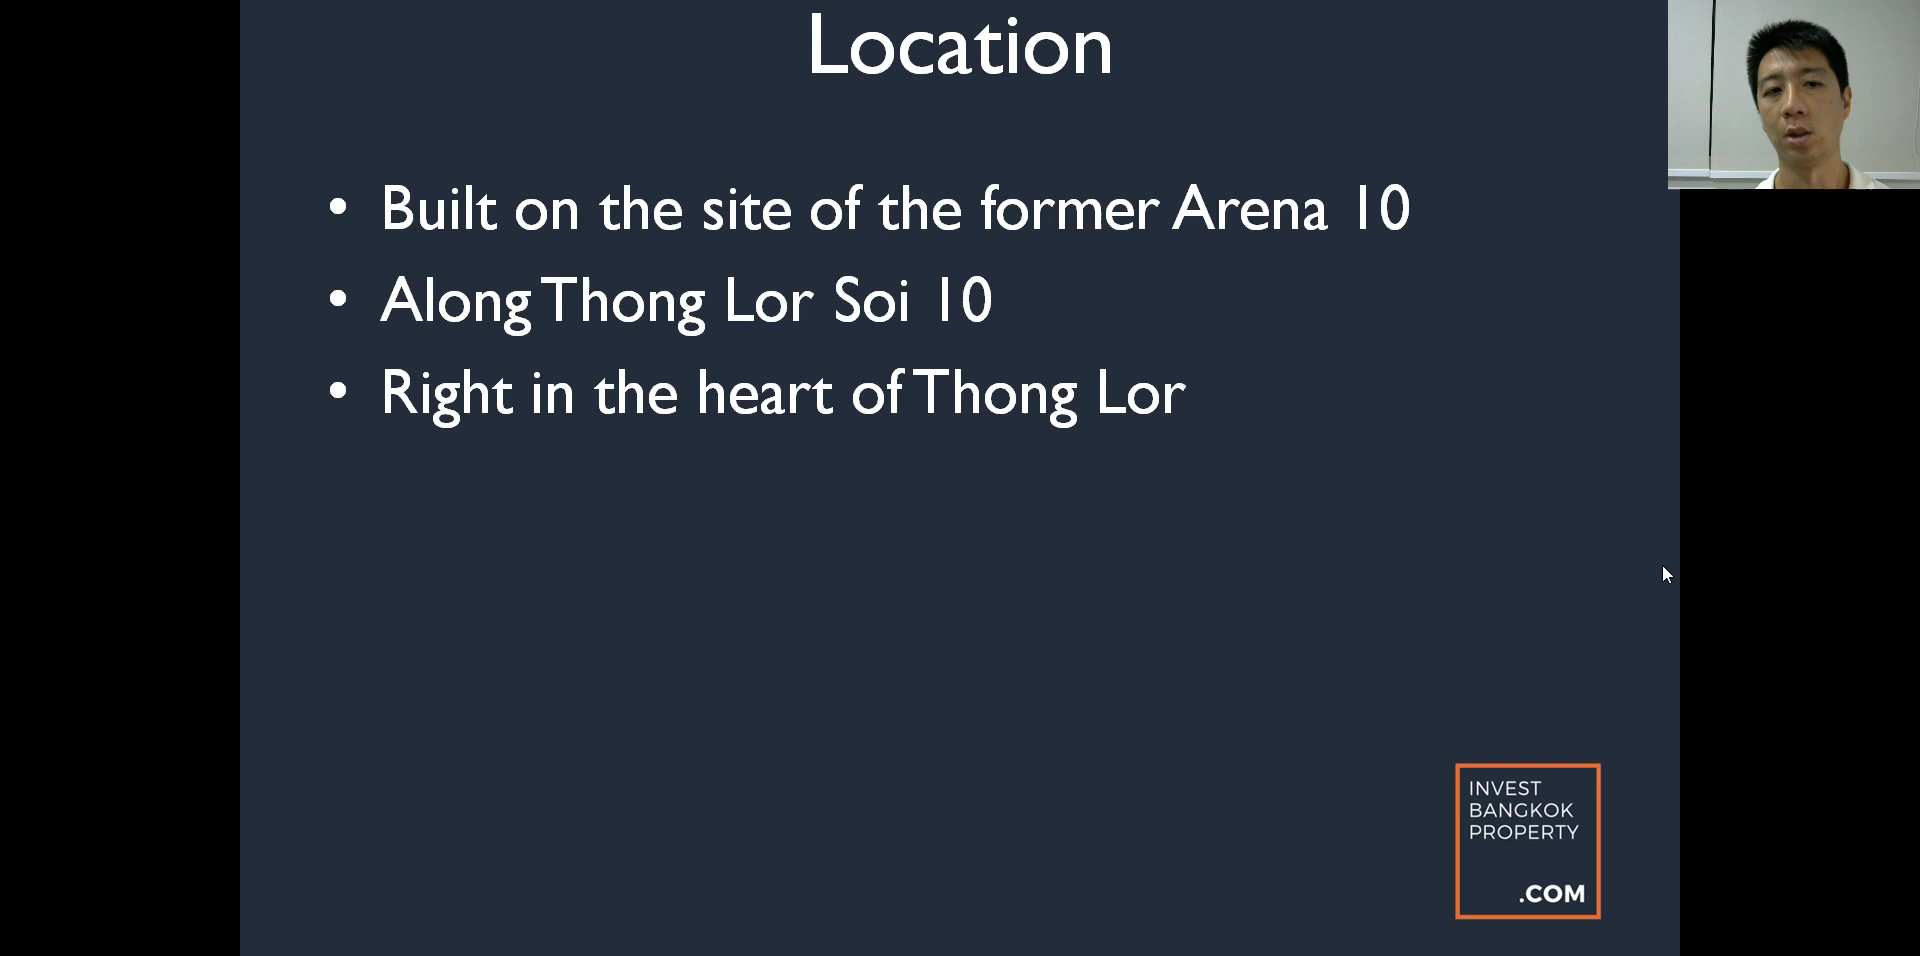 Location
• Built on the site of the former Arena 10
• Along Thong Lor Soi 10
• Right in the heart of Thong Lor
INVEST
BANGKOK
PROPERTY
.COM